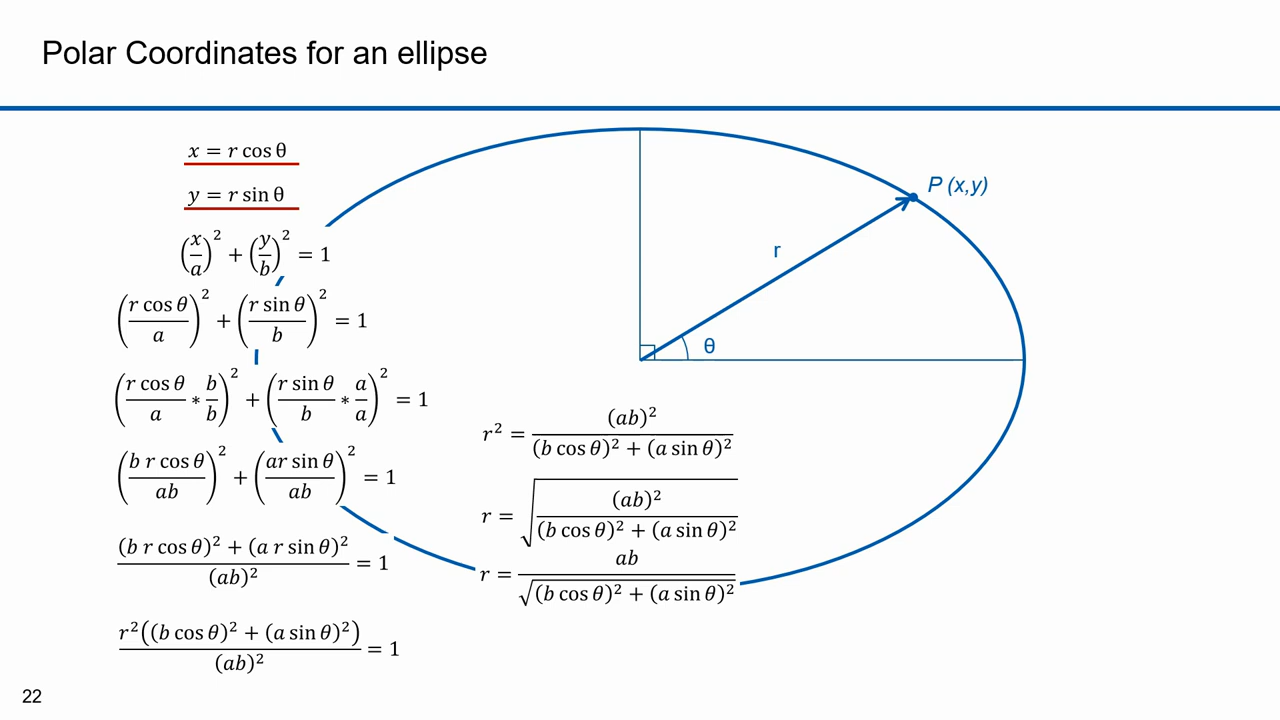 Polar Coordinates for an ellipse
x = r cos θ
y = r sin θ
(x/a)² + (y/b)² = 1
(r cos θ / a)² + (r sin θ / b)² = 1
(r cos θ / a * b/b)² + (r sin θ / b * a/a)² = 1
(b r cos θ / ab)² + (ar sin θ / ab)² = 1
((b r cos θ)² + (a r sin θ)²) / (ab)² = 1
r²((b cos θ)² + (a sin θ)²) / (ab)² = 1
r² = (ab)² / ((b cos θ)² + (a sin θ)²)
r = √((ab)² / ((b cos θ)² + (a sin θ)²))
r = ab / √((b cos θ)² + (a sin θ)²)
P (x,y)
r
θ
22